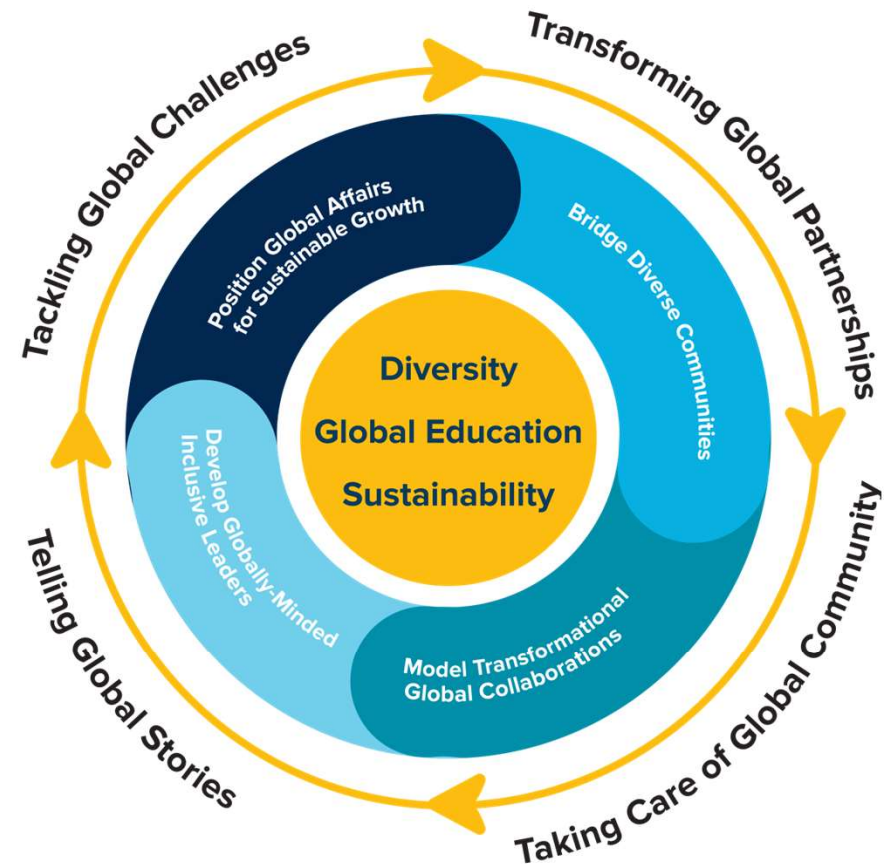 Tackling Global Challenges
Transforming Global Partnerships
Taking Care of Global Community
Telling Global Stories
Position Global Affairs
for Sustainable Growth
Bridge Diverse Communities
Model Transformational
Global Collaborations
Develop Globally-Minded
Inclusive Leaders
Diversity
Global Education
Sustainability